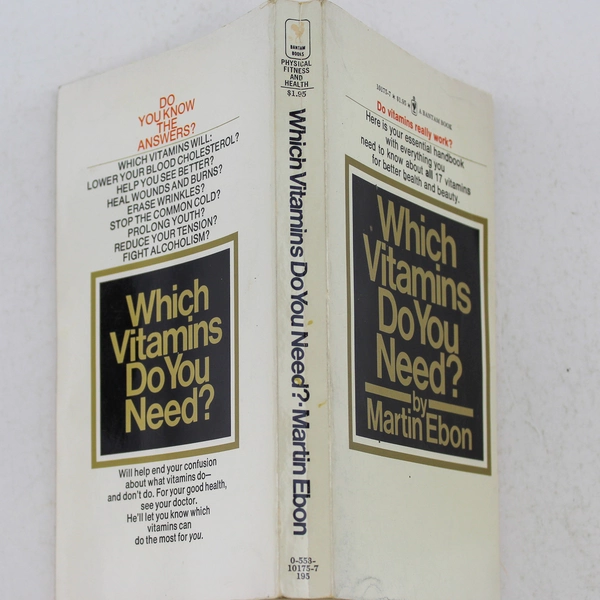 DO
YOU KNOW
THE
ANSWERS?
WHICH VITAMINS WILL:
LOWER YOUR BLOOD CHOLESTEROL?
HELP YOU SEE BETTER?
HEAL WOUNDS AND BURNS?
ERASE WRINKLES?
STOP THE COMMON COLD?
PROLONG YOUTH?
REDUCE YOUR TENSION?
FIGHT ALCOHOLISM?
Which
Vitamins
Do You
Need?
Will help end your confusion
about what vitamins do—
and don't do. For your good health,
see your doctor.
He'll let you know which
vitamins can
do the most for you.
BANTAM
BOOKS
PHYSICAL
FITNESS
AND
HEALTH
$1.95
Which Vitamins Do You Need? · Martin Ebon
0-553-
10175-7
195
10175-7 ★ $1.95 ★ A BANTAM BOOK
Do vitamins really work?
Here is your essential handbook
with everything you
need to know about all 17 vitamins
for better health and beauty.
Which
Vitamins
Do You
Need?
by
Martin Ebon